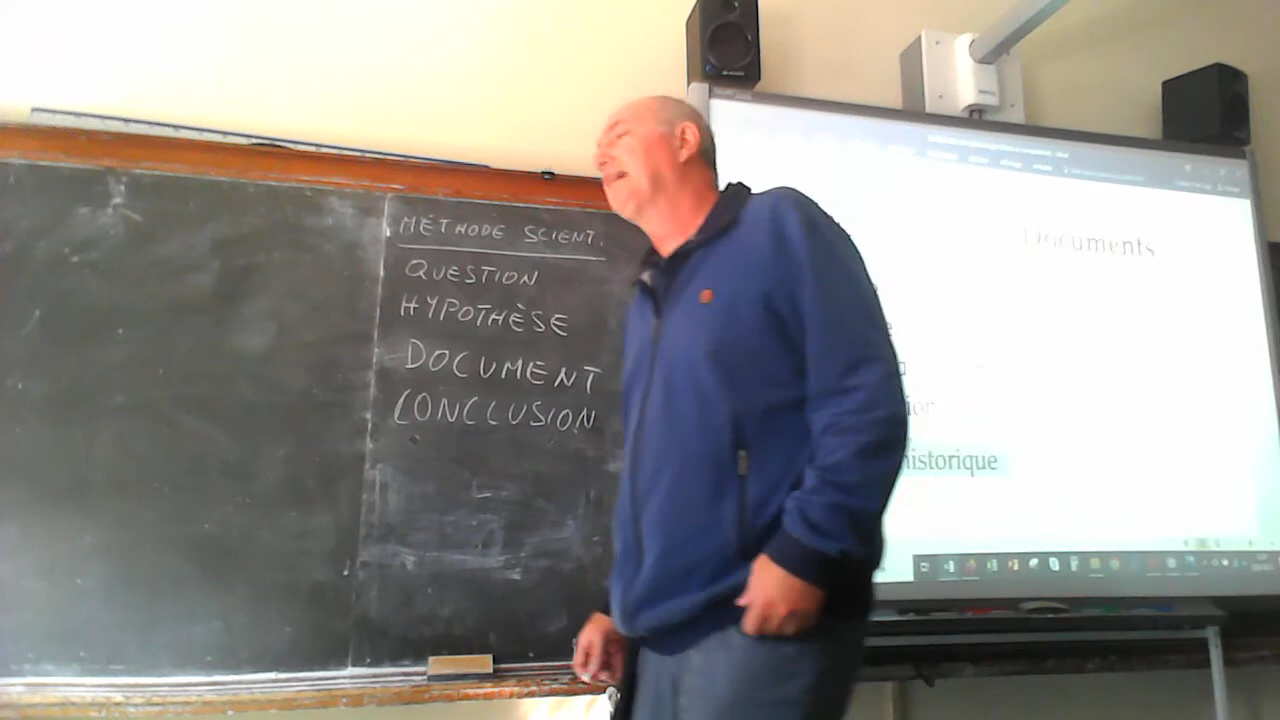 MÉTHODE SCIENT.
QUESTION
HYPOTHÈSE
DOCUMENT
CONCLUSION
Documents
historique